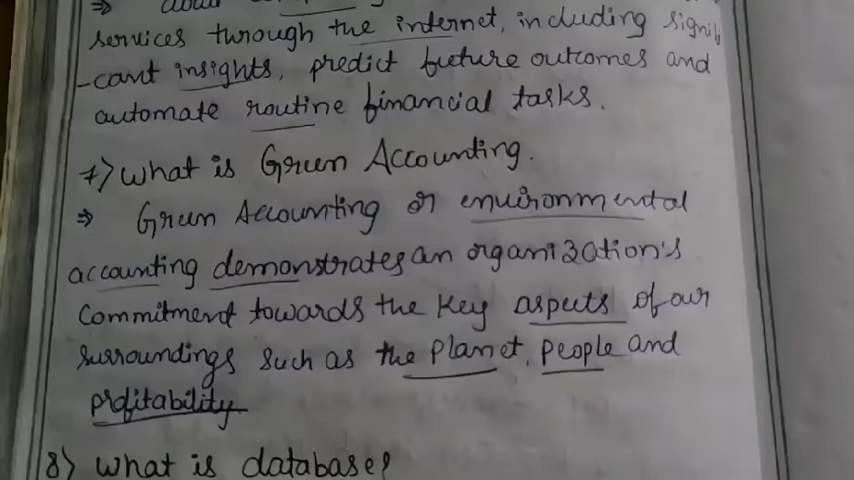 ⇒
services through the internet, including signifi
-cant insights, predict future outcomes and
automate routine financial tasks.
7) What is Green Accounting.
⇒ Green Accounting or environmental
accounting demonstrates an organization's
commitment towards the key aspects of our
surroundings such as the planet, people and
profitability
8) What is database?